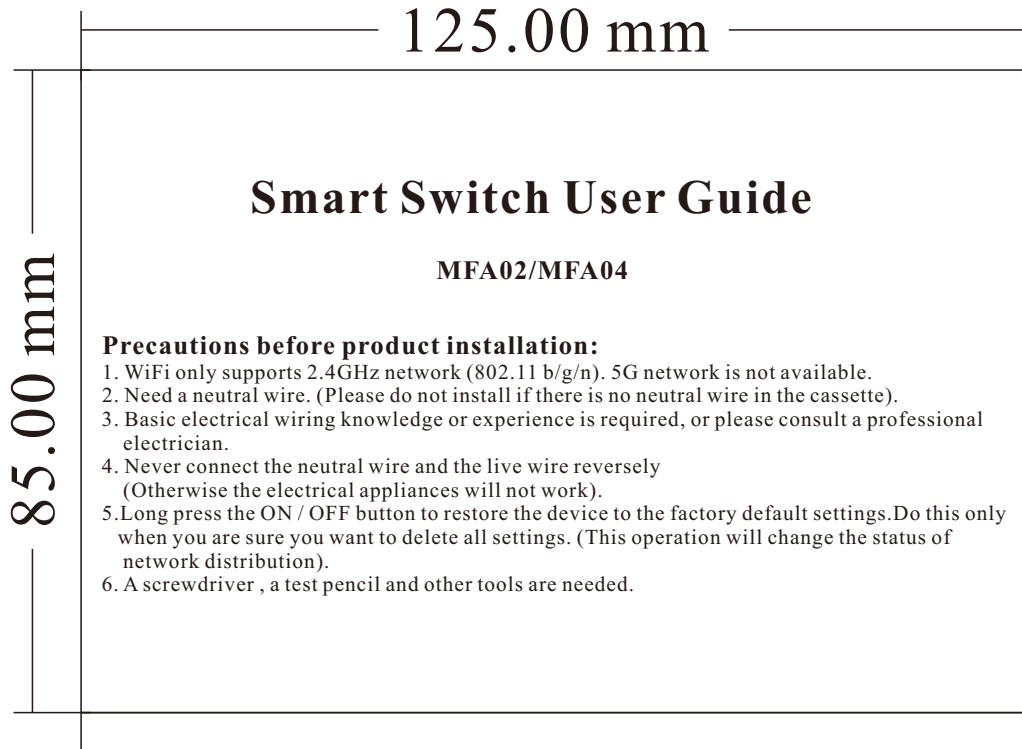 125.00 mm
85.00 mm
Smart Switch User Guide
MFA02/MFA04
Precautions before product installation:
1. WiFi only supports 2.4GHz network (802.11 b/g/n). 5G network is not available.
2. Need a neutral wire. (Please do not install if there is no neutral wire in the cassette).
3. Basic electrical wiring knowledge or experience is required, or please consult a professional
electrician.
4. Never connect the neutral wire and the live wire reversely
(Otherwise the electrical appliances will not work).
5.Long press the ON / OFF button to restore the device to the factory default settings.Do this only
when you are sure you want to delete all settings. (This operation will change the status of
network distribution).
6. A screwdriver , a test pencil and other tools are needed.